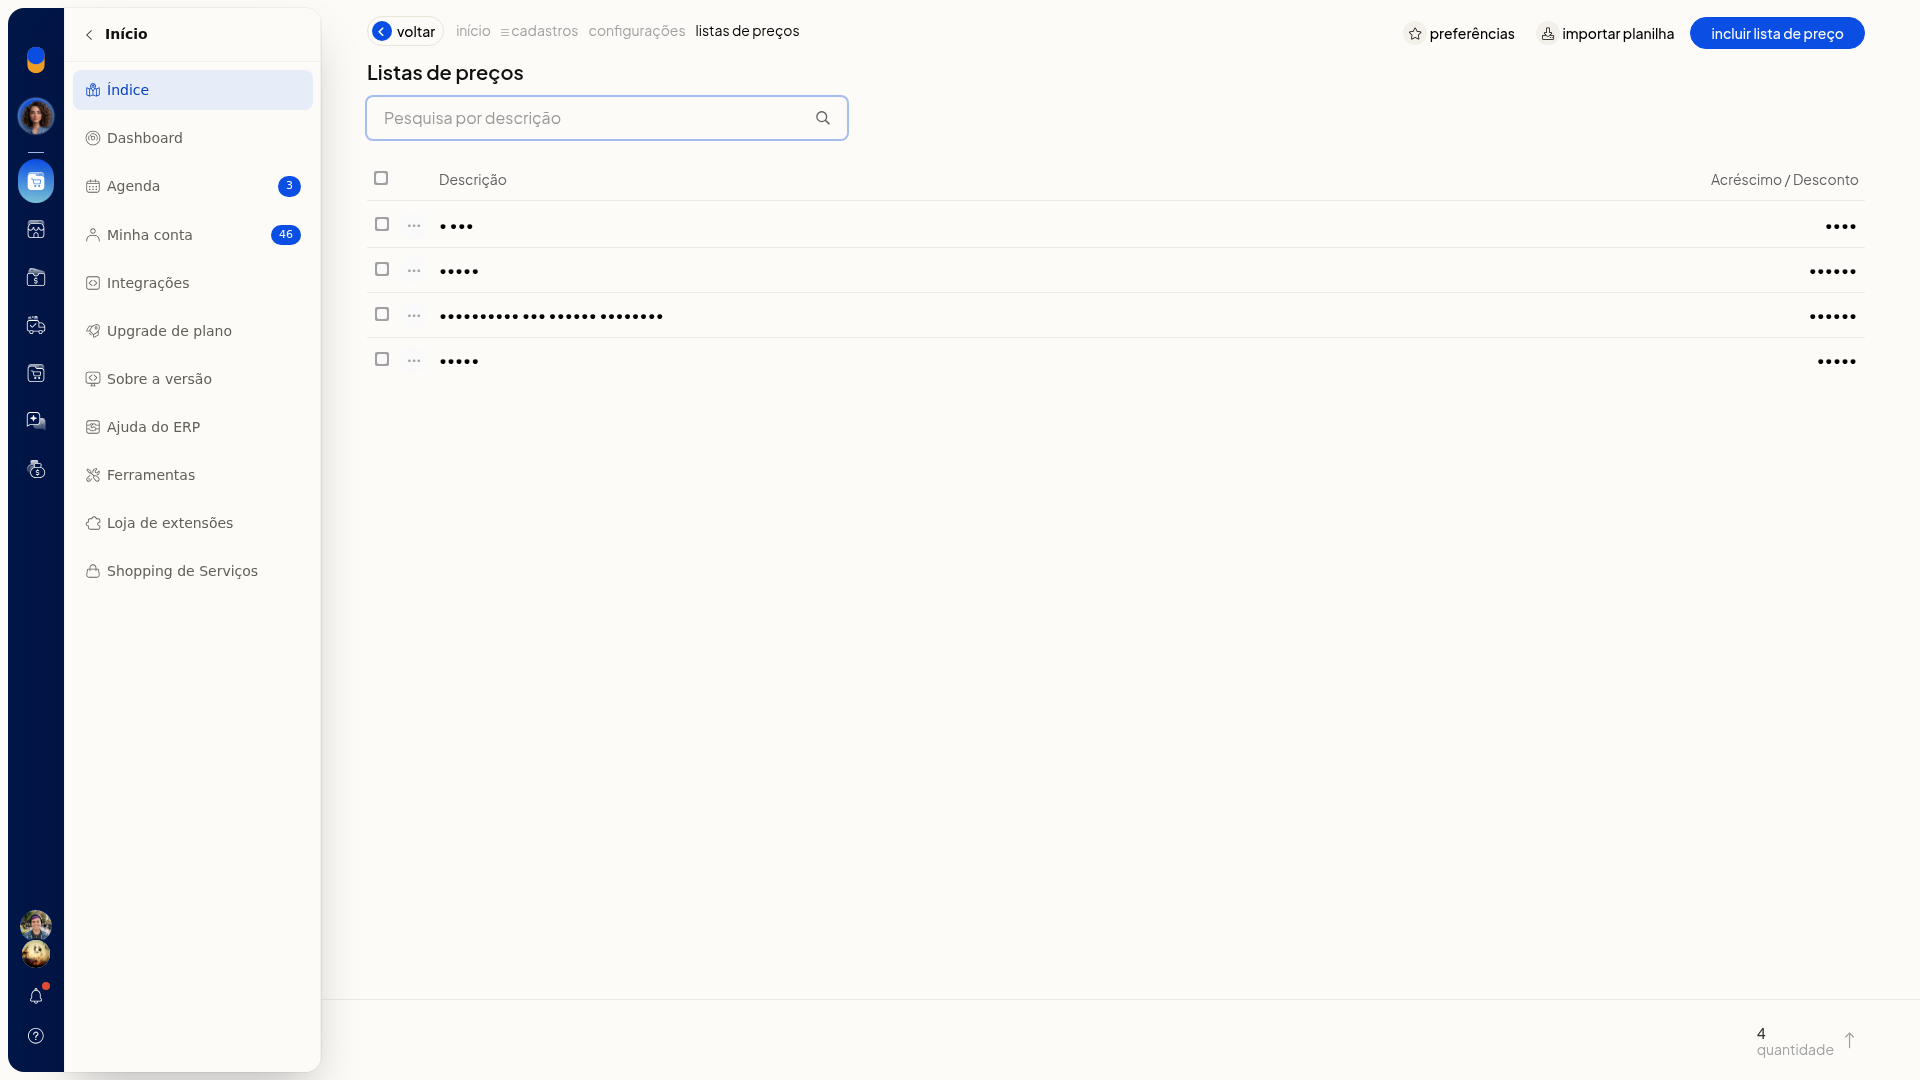 Início
Índice
Dashboard
Agenda 3
Minha conta 46
Integrações
Upgrade de plano
Sobre a versão
Ajuda do ERP
Ferramentas
Loja de extensões
Shopping de Serviços
voltar início cadastros configurações listas de preços
preferências importar planilha incluir lista de preço
Listas de preços
Pesquisa por descrição
Descrição Acréscimo / Desconto
• •••• ••••
••••• ••••••
•••••••••• ••• •••••• •••••••• ••••••
••••• •••••
4
quantidade